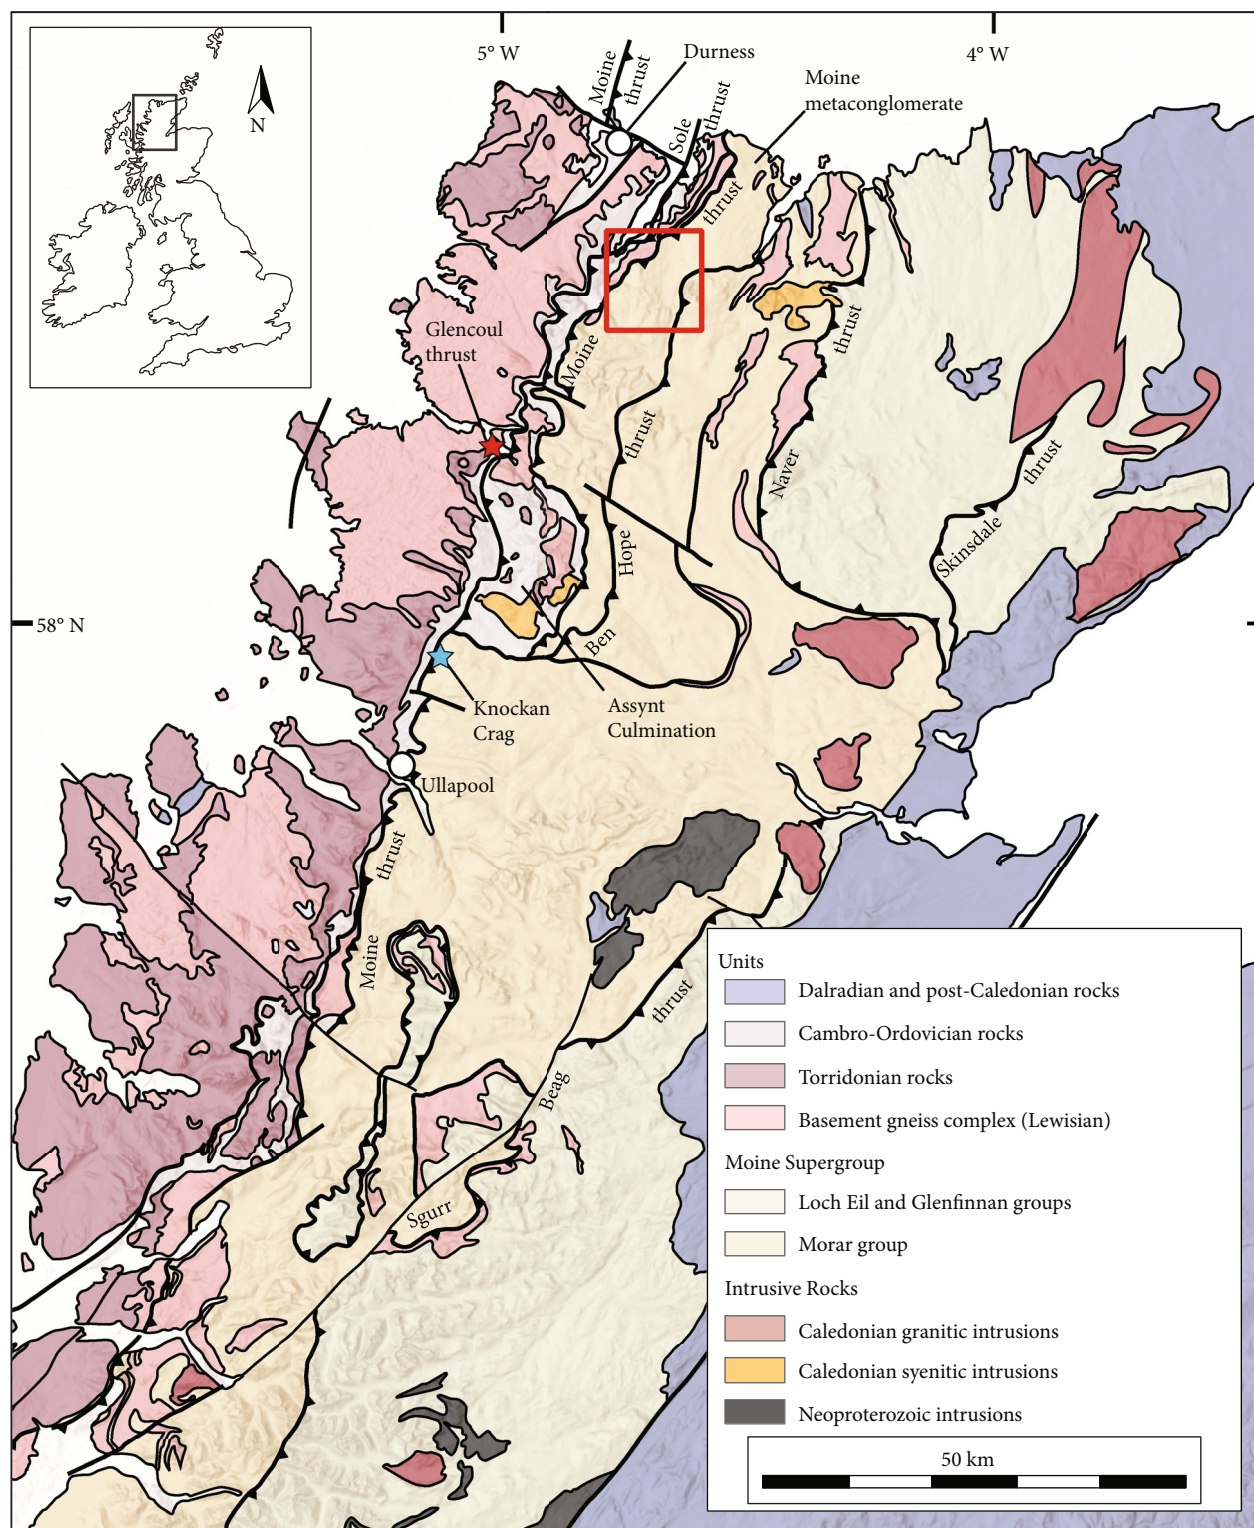 5° W
4° W
Durness
Moine
thrust
Moine
metaconglomerate
Sole
thrust
thrust
N
Glencoul
thrust
Moine
thrust
thrust
Naver
thrust
Skinsdale
Hope
58° N
Ben
Knockan
Crag
Assynt
Culmination
Ullapool
thrust
Moine
thrust
Beag
Sgurr
Units
Dalradian and post-Caledonian rocks
Cambro-Ordovician rocks
Torridonian rocks
Basement gneiss complex (Lewisian)
Moine Supergroup
Loch Eil and Glenfinnan groups
Morar group
Intrusive Rocks
Caledonian granitic intrusions
Caledonian syenitic intrusions
Neoproterozoic intrusions
50 km